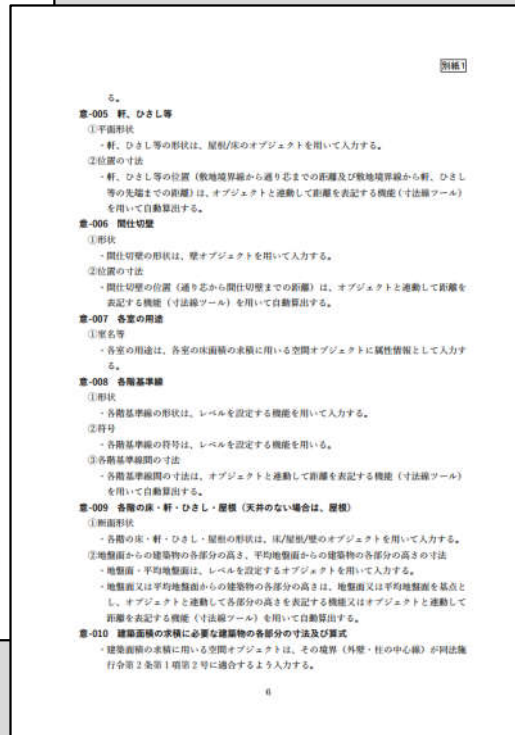 別紙1
る。
意-005 軒、ひさし等
①平面形状
・軒、ひさし等の形状は、屋根/床のオブジェクトを用いて入力する。
②位置の寸法
・軒、ひさし等の位置（敷地境界線から通り芯までの距離及び敷地境界線から軒、ひさし
等の先端までの距離）は、オブジェクトと連動して距離を表記する機能（寸法線ツール）
を用いて自動算出する。
意-006 間仕切壁
①形状
・間仕切壁の形状は、壁オブジェクトを用いて入力する。
②位置の寸法
・間仕切壁の位置（通り芯から間仕切壁までの距離）は、オブジェクトと連動して距離を
表記する機能（寸法線ツール）を用いて自動算出する。
意-007 各室の用途
①室名等
・各室の用途は、各室の床面積の求積に用いる空間オブジェクトに属性情報として入力す
る。
意-008 各階基準線
①形状
・各階基準線の形状は、レベルを設定する機能を用いて入力する。
②符号
・各階基準線の符号は、レベルを設定する機能を用いる。
③各階基準線間の寸法
・各階基準線間の寸法は、オブジェクトと連動して距離を表記する機能（寸法線ツール）
を用いて自動算出する。
意-009 各階の床・軒・ひさし・屋根（天井のない場合は、屋根）
①断面形状
・各階の床・軒・ひさし・屋根の形状は、床/屋根/壁のオブジェクトを用いて入力する。
②地盤面からの建築物の各部分の高さ、平均地盤面からの建築物の各部分の高さの寸法
・地盤面・平均地盤面は、レベルを設定するオブジェクトを用いて入力する。
・地盤面又は平均地盤面からの建築物の各部分の高さは、地盤面又は平均地盤面を基点と
し、オブジェクトと連動して各部分の高さを表記する機能又はオブジェクトと連動して
距離を表記する機能（寸法線ツール）を用いて自動算出する。
意-010 建築面積の求積に必要な建築物の各部分の寸法及び算式
・建築面積の求積に用いる空間オブジェクトは、その境界（外壁・柱の中心線）が同法施
行令第2条第1項第2号に適合するよう入力する。
6